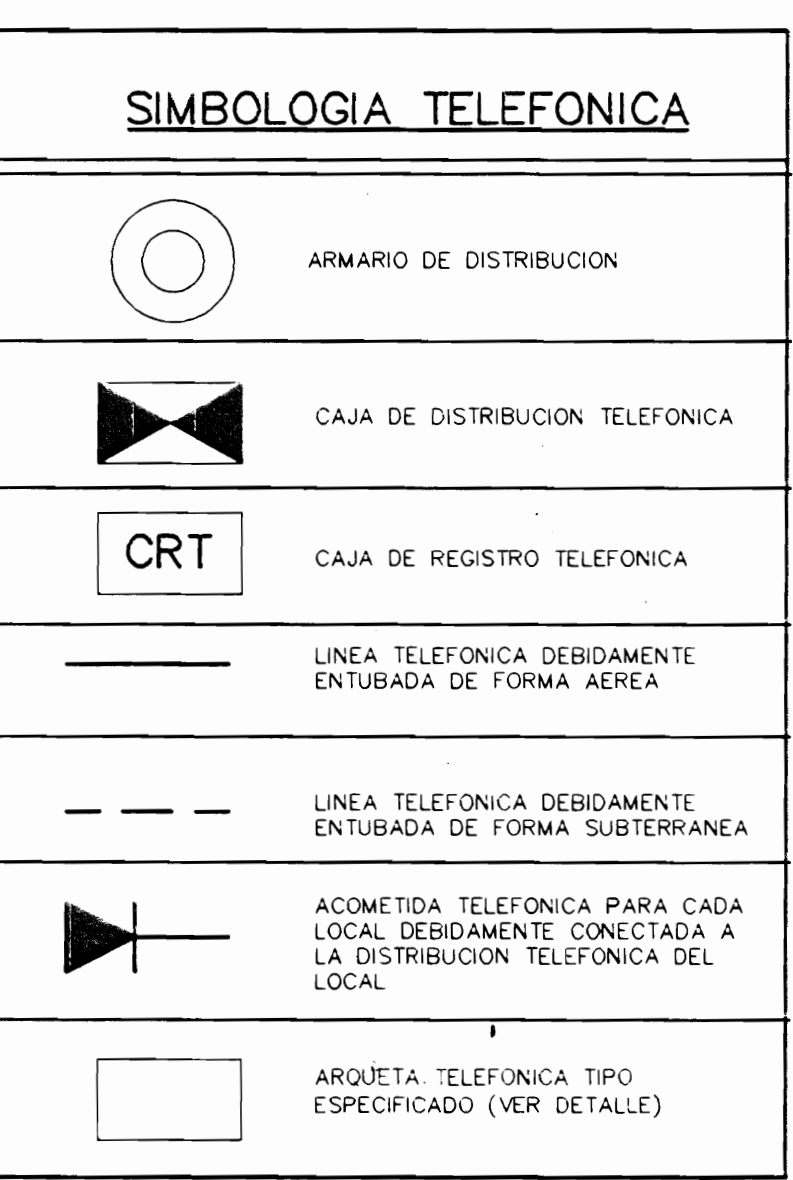 SIMBOLOGIA TELEFONICA
ARMARIO DE DISTRIBUCION
CAJA DE DISTRIBUCION TELEFONICA
CRT
CAJA DE REGISTRO TELEFONICA
LINEA TELEFONICA DEBIDAMENTE
ENTUBADA DE FORMA AEREA
LINEA TELEFONICA DEBIDAMENTE
ENTUBADA DE FORMA SUBTERRANEA
ACOMETIDA TELEFONICA PARA CADA
LOCAL DEBIDAMENTE CONECTADA A
LA DISTRIBUCION TELEFONICA DEL
LOCAL
ARQUETA TELEFONICA TIPO
ESPECIFICADO (VER DETALLE)